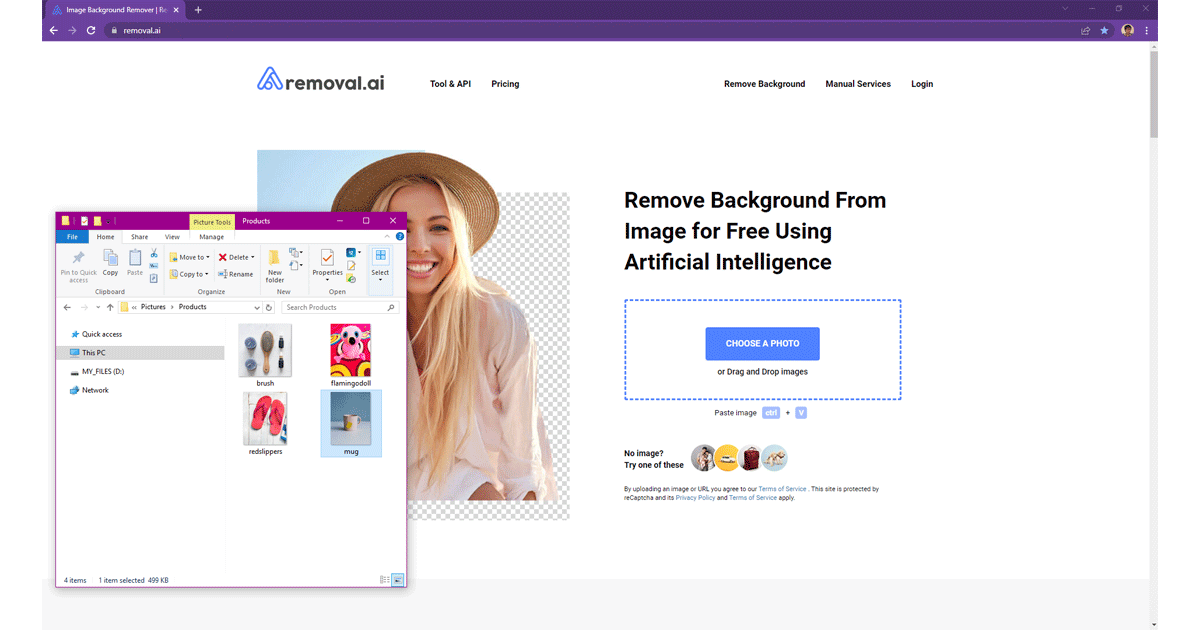 Image Background Remover | Re
removal.ai
removal.ai
Tool & API
Pricing
Remove Background
Manual Services
Login
Remove Background From
Image for Free Using
Artificial Intelligence
CHOOSE A PHOTO
or Drag and Drop images
Paste image ctrl + V
No image?
Try one of these
By uploading an image or URL you agree to our Terms of Service . This site is protected by
reCaptcha and its Privacy Policy and Terms of Service apply.
Picture Tools
Products
File
Home
Share
View
Manage
Pin to Quick
access
Copy
Paste
Clipboard
Move to
Copy to
Delete
Rename
Organize
New
folder
New
Properties
Open
Select
« Pictures › Products
Search Products
Quick access
This PC
MY_FILES (D:)
Network
brush
flamingodoll
redslippers
mug
4 items
1 item selected 499 KB